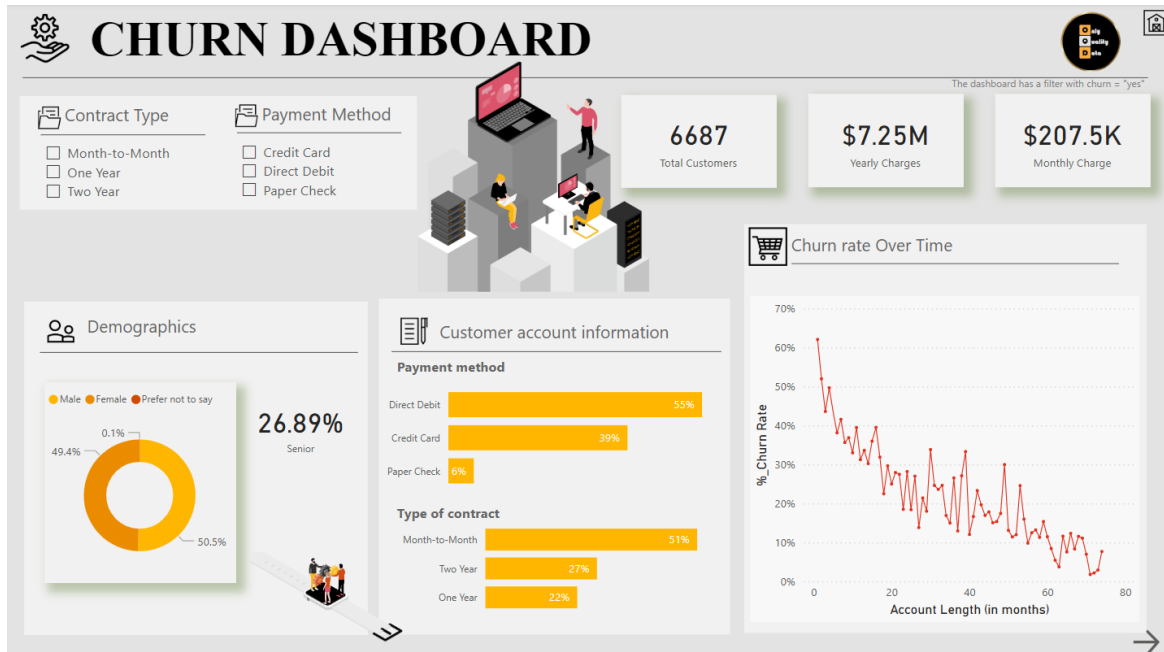 CHURN DASHBOARD
Only
Quality
Data
The dashboard has a filter with churn = "yes"
Contract Type
Month-to-Month
One Year
Two Year
Payment Method
Credit Card
Direct Debit
Paper Check
6687
Total Customers
$7.25M
Yearly Charges
$207.5K
Monthly Charge
Demographics
Male Female Prefer not to say
0.1%
49.4%
50.5%
26.89%
Senior
Customer account information
Payment method
Direct Debit 55%
Credit Card 39%
Paper Check 6%
Type of contract
Month-to-Month 51%
Two Year 27%
One Year 22%
Churn rate Over Time
%_Churn Rate
70%
60%
50%
40%
30%
20%
10%
0%
0 20 40 60 80
Account Length (in months)